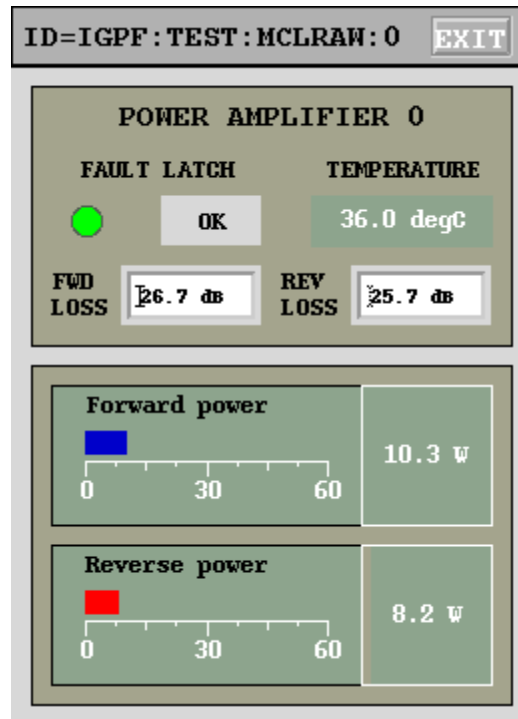 ID=IGPF:TEST:MCLRAW:0 EXIT
POWER AMPLIFIER 0
FAULT LATCH TEMPERATURE
OK 36.0 degC
FWD LOSS 26.7 dB REV LOSS 25.7 dB
Forward power
10.3 W
0 30 60
Reverse power
8.2 W
0 30 60